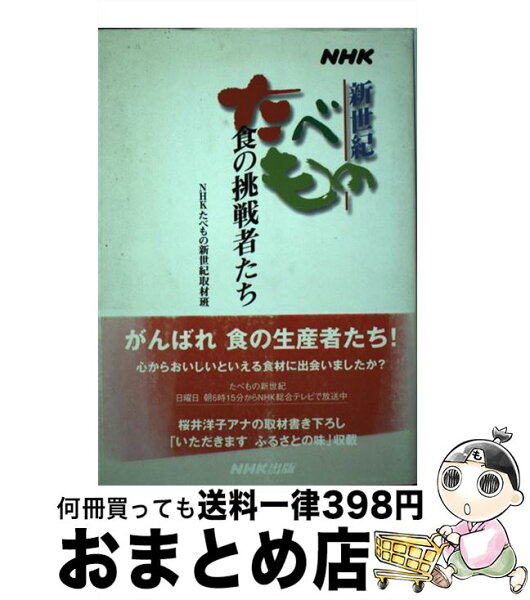 NHK
たべもの
新世紀
食の挑戦者たち
NHKたべもの新世紀取材班
がんばれ 食の生産者たち!
心からおいしいといえる食材に出会いましたか?
たべもの新世紀
日曜日 朝6時15分からNHK総合テレビで放送中
桜井洋子アナの取材書き下ろし
「いただきます ふるさとの味」収載
NHK出版
何冊買っても送料一律398円
おまとめ店